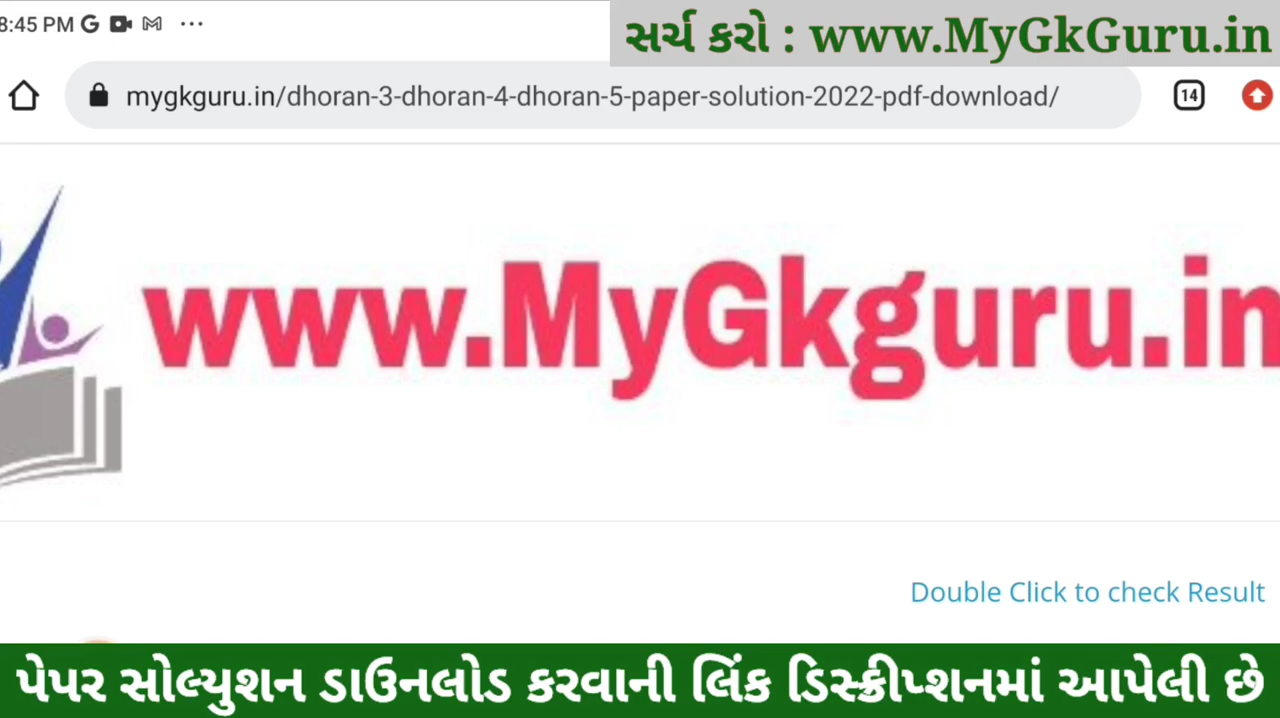 8:45 PM
સર્ચ કરો : www.MyGkGuru.in
mygkguru.in/dhoran-3-dhoran-4-dhoran-5-paper-solution-2022-pdf-download/
14
www.MyGkguru.in
Double Click to check Result
પેપર સોલ્યુશન ડાઉનલોડ કરવાની લિંક ડિસ્ક્રીપ્શનમાં આપેલી છે